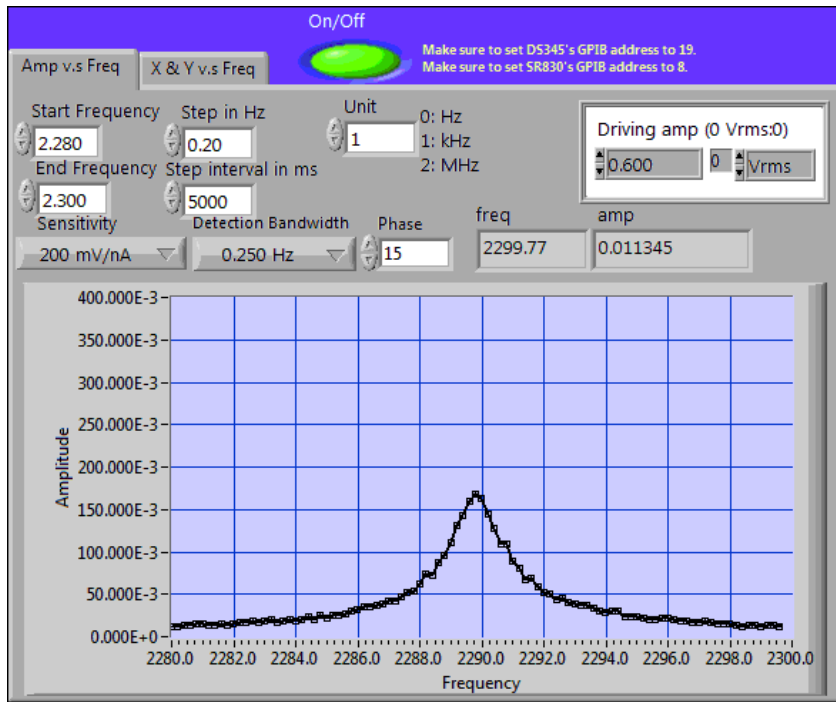 On/Off
Make sure to set DS345's GPIB address to 19.
Make sure to set SR830's GPIB address to 8.
Amp v.s Freq
X & Y v.s Freq
Start Frequency
2.280
Step in Hz
0.20
Unit
1
0: Hz
1: kHz
2: MHz
Driving amp (0 Vrms:0)
0.600
0
Vrms
End Frequency
2.300
Step interval in ms
5000
Sensitivity
200 mV/nA
Detection Bandwidth
0.250 Hz
Phase
15
freq
2299.77
amp
0.011345
400.000E-3
350.000E-3
300.000E-3
250.000E-3
200.000E-3
150.000E-3
100.000E-3
50.000E-3
0.000E+0
Amplitude
2280.0 2282.0 2284.0 2286.0 2288.0 2290.0 2292.0 2294.0 2296.0 2298.0 2300.0
Frequency